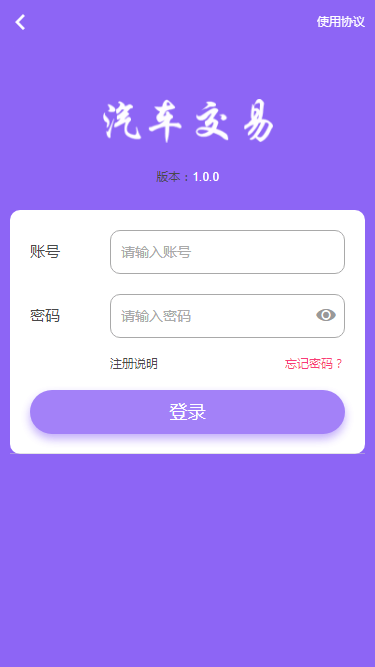 使用协议
汽车交易
版本：1.0.0
账号
请输入账号
密码
请输入密码
注册说明
忘记密码？
登录